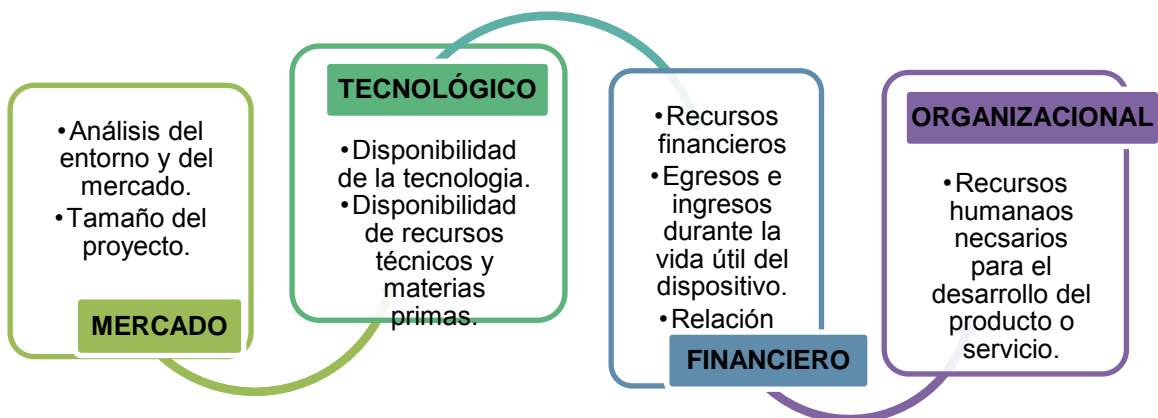 •Análisis del
entorno y del
mercado.
•Tamaño del
proyecto.
MERCADO
TECNOLÓGICO
•Disponibilidad
de la tecnologia.
•Disponibilidad
de recursos
técnicos y
materias
primas.
•Recursos
financieros
•Egresos e
ingresos
durante la
vida útil del
dispositivo.
•Relación
FINANCIERO
ORGANIZACIONAL
•Recursos
humanaos
necsarios
para el
desarrollo del
producto o
servicio.